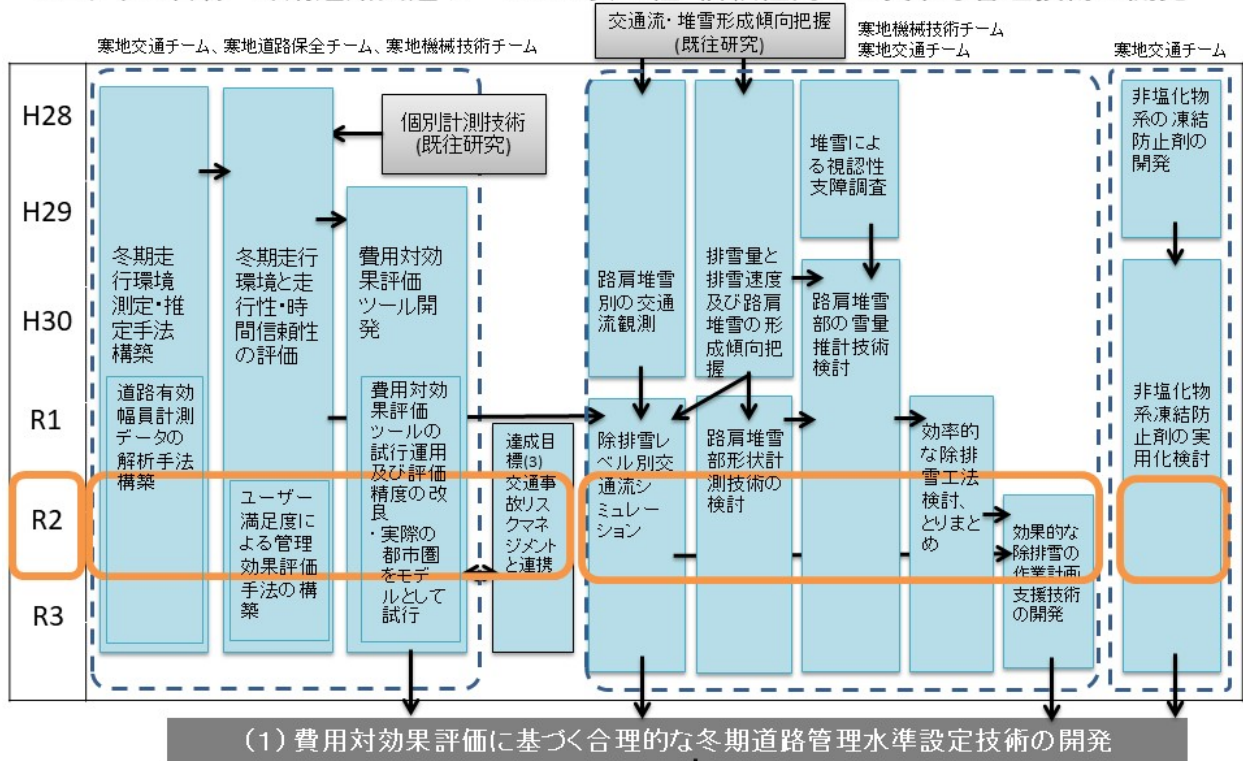 寒地交通チーム、寒地道路保全チーム、寒地機械技術チーム
交通流・堆雪形成傾向把握
(既往研究)
寒地機械技術チーム
寒地交通チーム
寒地交通チーム
H28
H29
H30
R1
R2
R3
冬期走
行環境
測定・推
定手法
構築
道路有効
幅員計測
データの
解析手法
構築
冬期走行
環境と走
行性・時
間信頼性
の評価
ユーザー
満足度に
よる管理
効果評価
手法の構
築
個別計測技術
(既往研究)
費用対効
果評価
ツール開
発
費用対効
果評価
ツールの
試行運用
及び評価
精度の改
良
・実際の
都市圏
をモデ
ルとして
試行
達成目
標(3)
交通事
故リス
クマネ
ジメント
と連携
路肩堆雪
別の交通
流観測
除排雪レ
ベル別交
通流シ
ミュレー
ション
排雪量と
排雪速度
及び路肩
堆雪の形
成傾向把
握
路肩堆雪
部形状計
測技術の
検討
堆雪によ
る視認性
支障調査
路肩堆雪
部の雪量
推計技術
検討
効率的
な除排
雪工法
検討、
とりまと
め
効果的な
除排雪の
作業計画
支援技術
の開発
非塩化物
系の凍結
防止剤の
開発
非塩化物
系凍結防
止剤の実
用化検討
(1)費用対効果評価に基づく合理的な冬期道路管理水準設定技術の開発